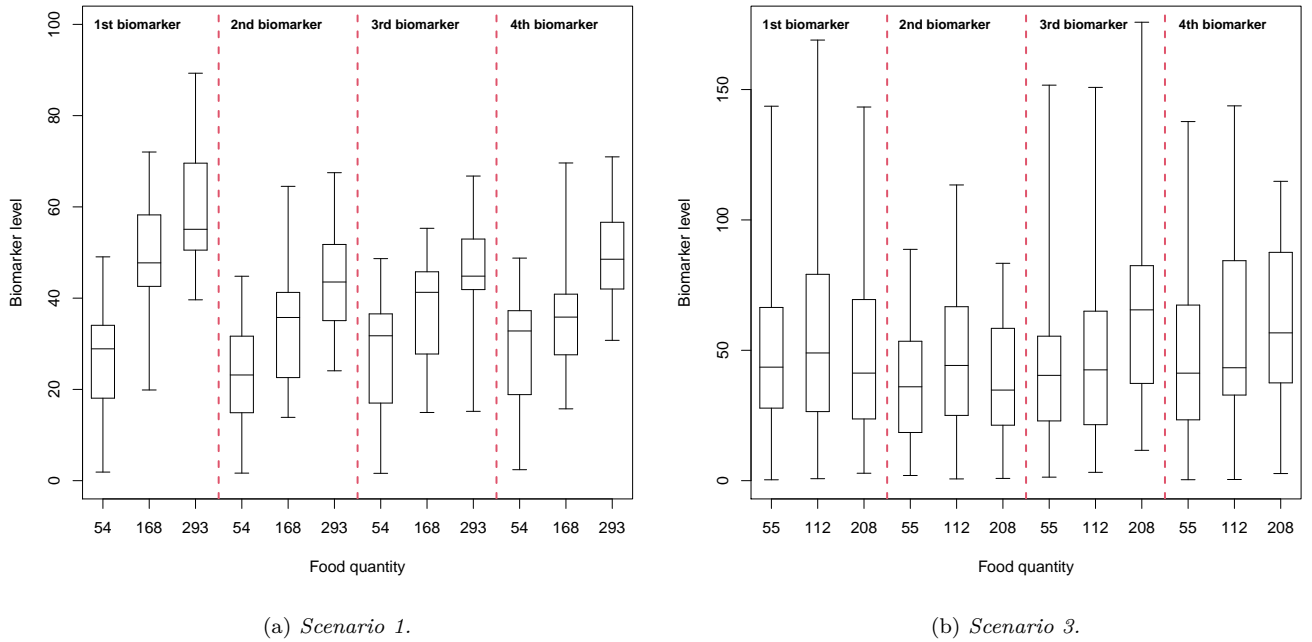 1st biomarker 2nd biomarker 3rd biomarker 4th biomarker
100
80
60
40
20
0
Biomarker level
54 168 293 54 168 293 54 168 293 54 168 293
Food quantity
(a) Scenario 1.
1st biomarker 2nd biomarker 3rd biomarker 4th biomarker
150
100
50
0
Biomarker level
55 112 208 55 112 208 55 112 208 55 112 208
Food quantity
(b) Scenario 3.